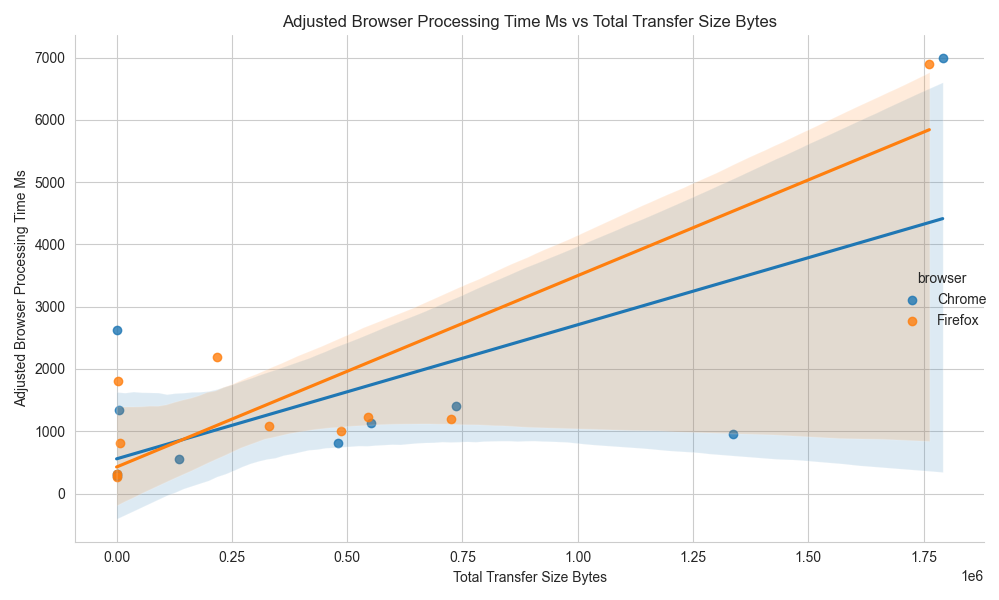 Adjusted Browser Processing Time Ms vs Total Transfer Size Bytes
Adjusted Browser Processing Time Ms
7000
6000
5000
4000
3000
2000
1000
0
browser
Chrome
Firefox
0.00 0.25 0.50 0.75 1.00 1.25 1.50 1.75
1e6
Total Transfer Size Bytes